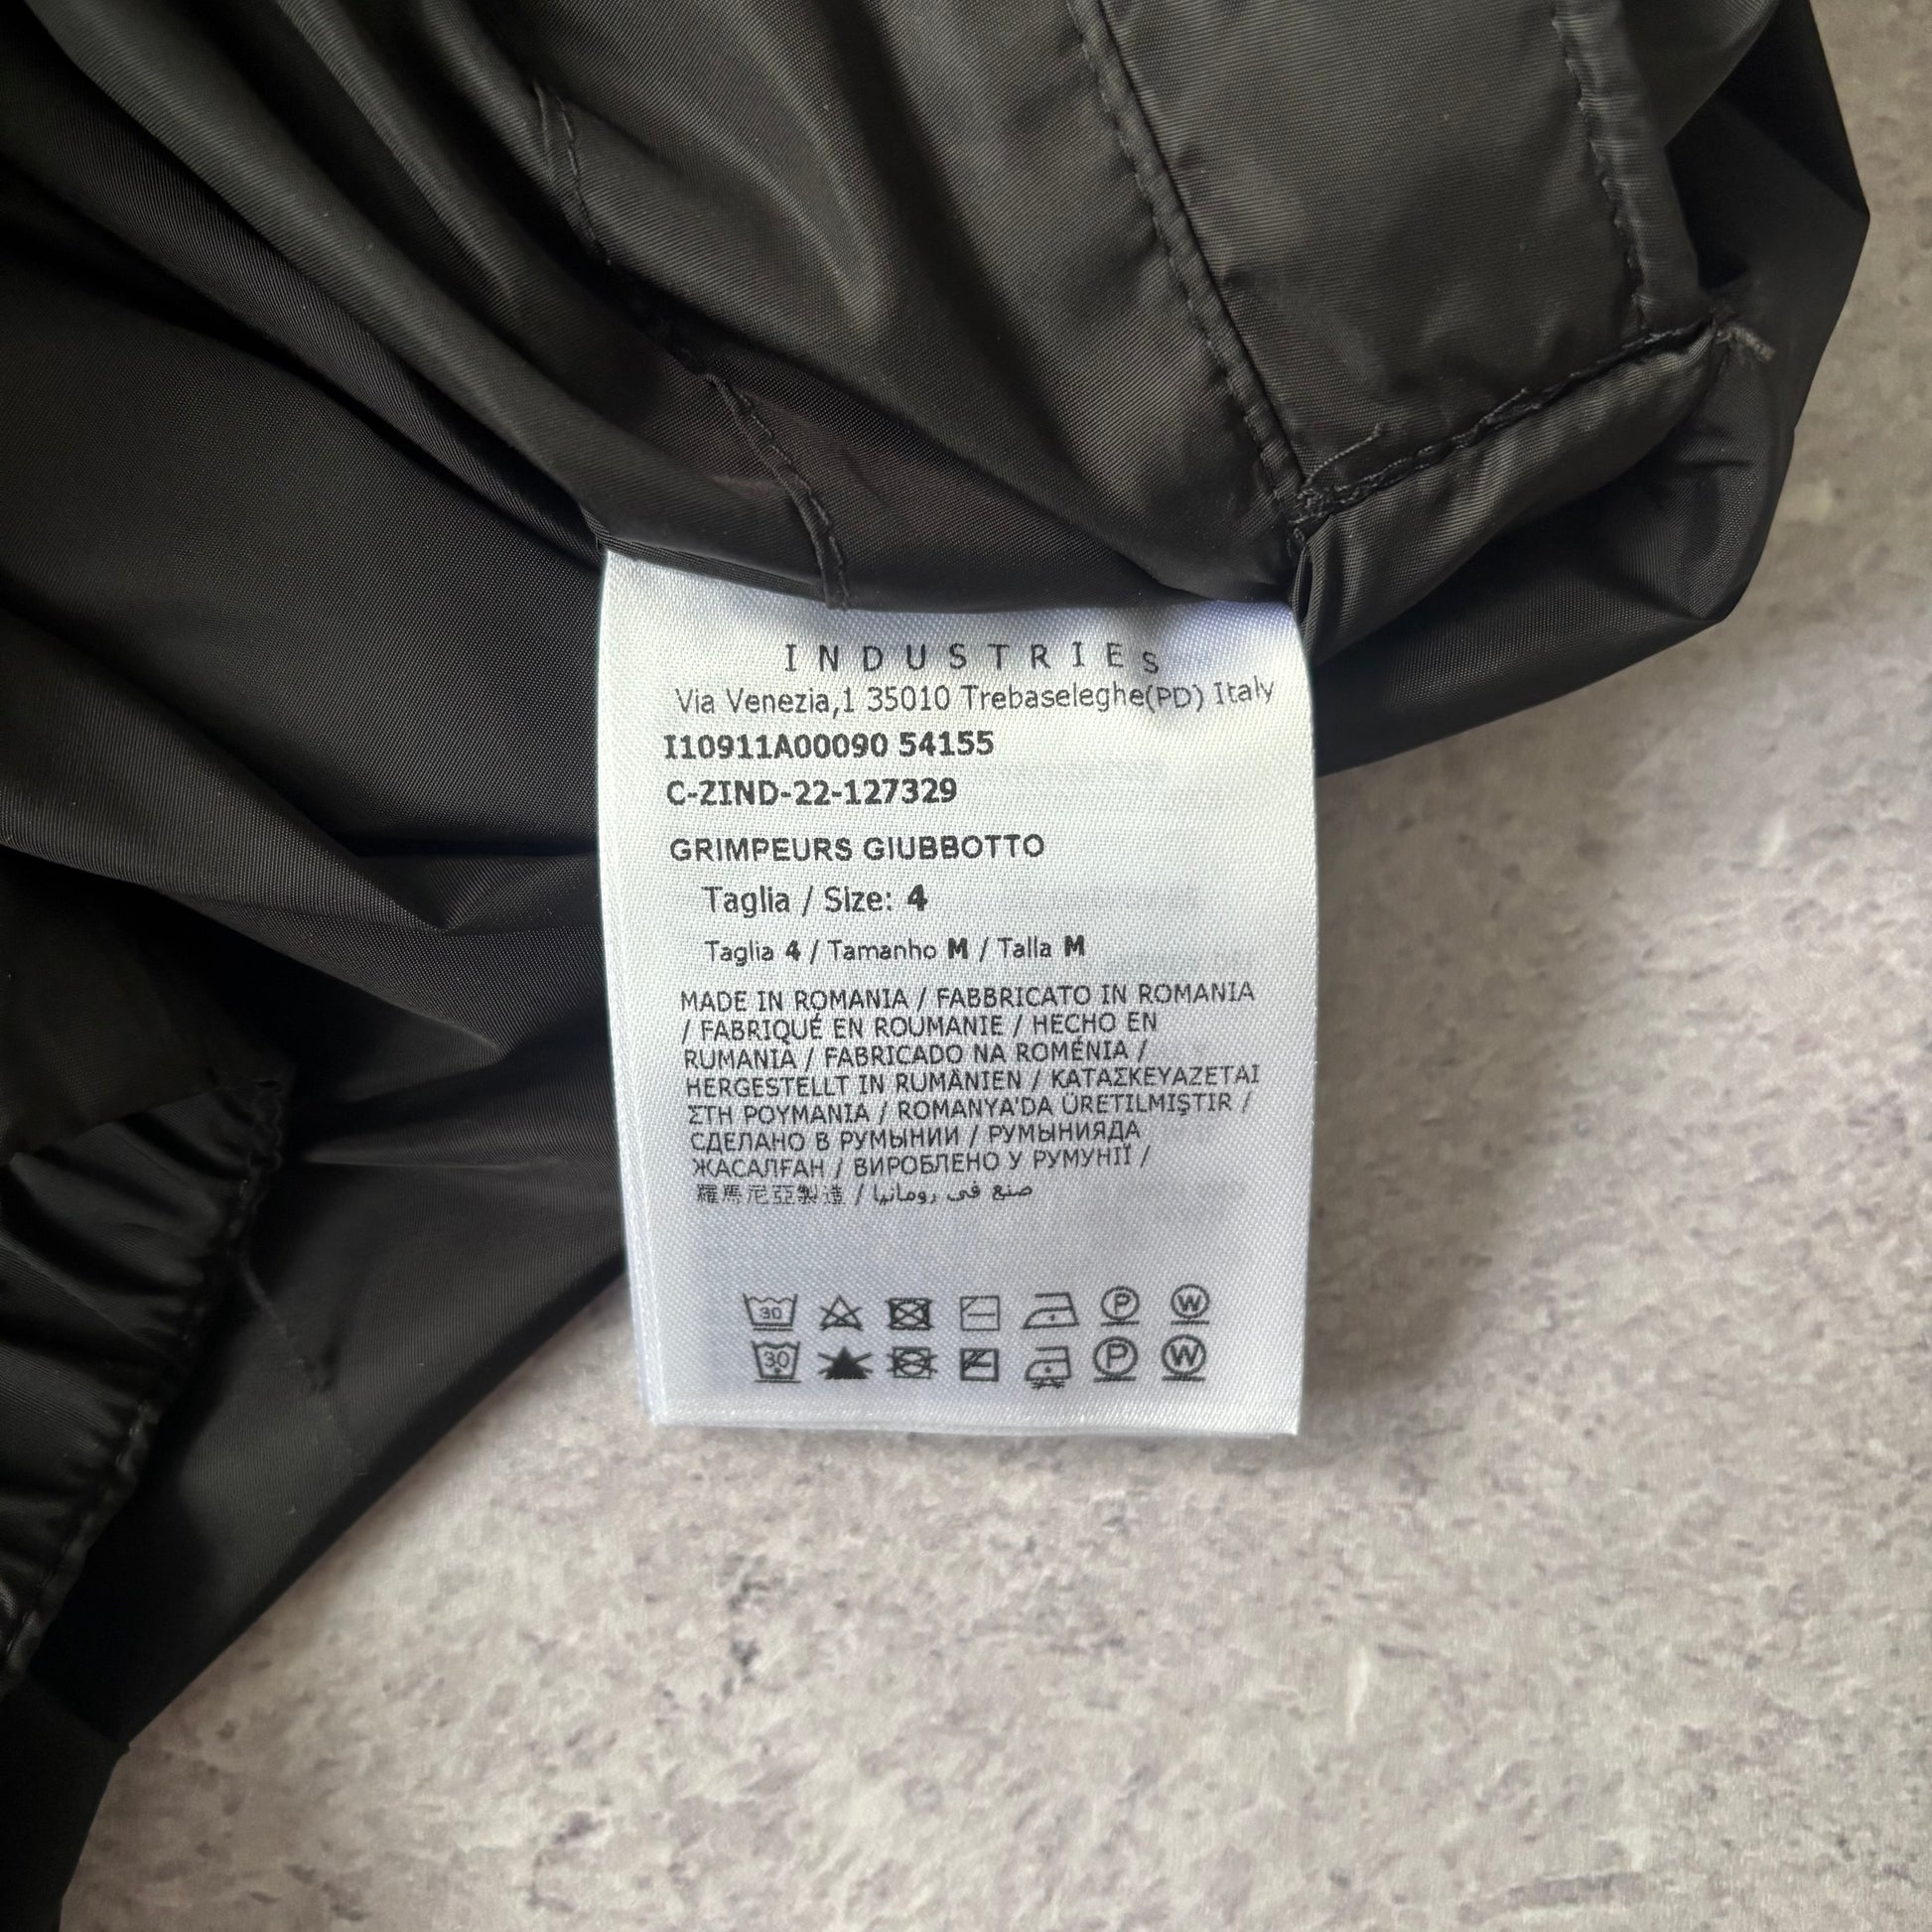 INDUSTRIES
Via Venezia,1 35010 Trebaseleghe(PD) Italy
I10911A00090 54155
C-ZIND-22-127329
GRIMPEURS GIUBBOTTO
Taglia / Size: 4
Taglia 4 / Tamanho M / Talla M
MADE IN ROMANIA / FABBRICATO IN ROMANIA
/ FABRIQUÉ EN ROUMANIE / HECHO EN
RUMANIA / FABRICADO NA ROMÉNIA /
HERGESTELLT IN RUMÄNIEN / ΚΑΤΑΣΚΕΥΑΖΕΤΑΙ
ΣΤΗ ΡΟΥΜΑΝΙΑ / ROMANYA'DA ÜRETILMIŞTIR /
СДЕЛАНО В РУМЫНИИ / РУМЫНИЯДА
ЖАСАЛҒАН / ВИРОБЛЕНО У РУМУНІЇ /
羅馬尼亞製造 / صنع في رومانيا
30 P W
30 P W